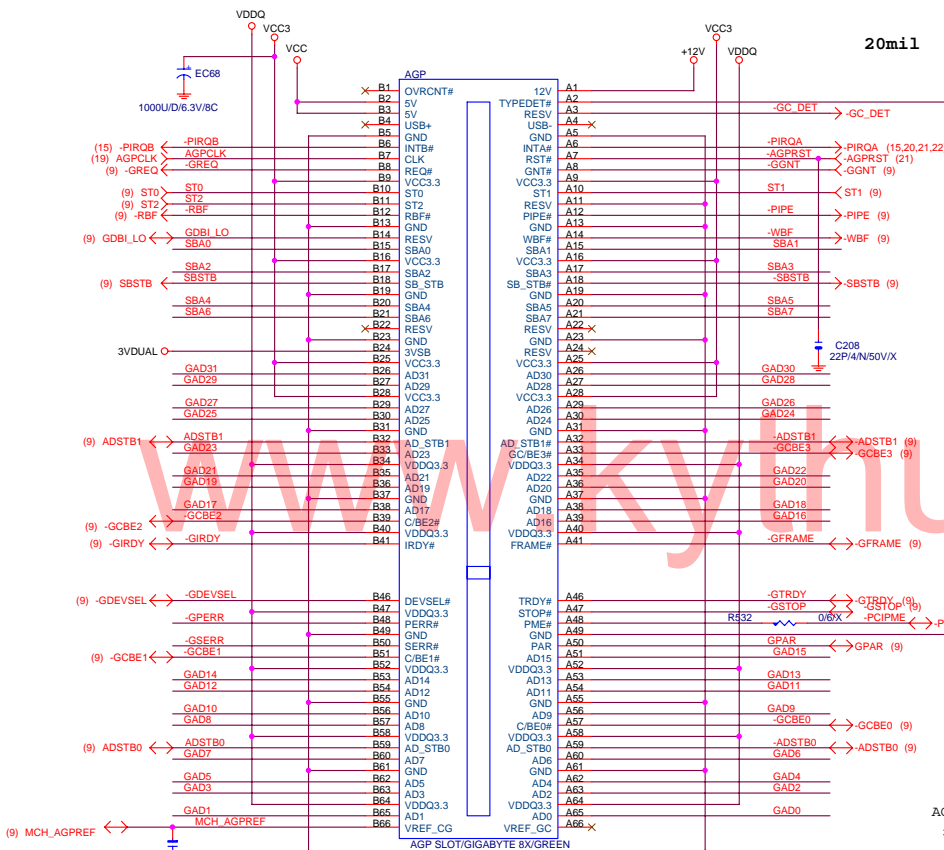 VDDQ
VCC3
VCC
VCC3
+12V
VDDQ
20mil
EC68
1000U/D/6.3V/8C
AGP
B1 OVRCNT# 12V A1
B2 5V TYPEDET# A2
B3 5V RESV A3 -GC_DET -GC_DET
B4 USB+ USB- A4
B5 GND GND A5
(15) -PIRQB -PIRQB B6 INTB# INTA# A6 -PIRQA -PIRQA (15,20,21,22
(19) AGPCLK AGPCLK B7 CLK RST# A7 -AGPRST -AGPRST (21)
(9) -GREQ -GREQ B8 REQ# GNT# A8 -GGNT -GGNT (9)
B9 VCC3.3 VCC3.3 A9
(9) ST0 ST0 B10 ST0 ST1 A10 ST1 ST1 (9)
(9) ST2 ST2 B11 ST2 RESV A11
(9) -RBF -RBF B12 RBF# PIPE# A12 -PIPE -PIPE (9)
B13 GND GND A13
(9) GDBI_LO GDBI_LO B14 RESV WBF# A14 -WBF -WBF (9)
SBA0 B15 SBA0 SBA1 A15 SBA1
B16 VCC3.3 VCC3.3 A16
SBA2 B17 SBA2 SBA3 A17 SBA3
(9) SBSTB SBSTB B18 SB_STB SB_STB# A18 -SBSTB -SBSTB (9)
B19 GND GND A19
SBA4 B20 SBA4 SBA5 A20 SBA5
SBA6 B21 SBA6 SBA7 A21 SBA7
B22 RESV RESV A22
B23 GND GND A23
3VDUAL B24 3VSB RESV A24
C208
22P/4/N/50V/X
B25 VCC3.3 VCC3.3 A25
GAD31 B26 AD31 AD30 A26 GAD30
GAD29 B27 AD29 AD28 A27 GAD28
B28 VCC3.3 VCC3.3 A28
GAD27 B29 AD27 AD26 A29 GAD26
GAD25 B30 AD25 AD24 A30 GAD24
B31 GND GND A31
(9) ADSTB1 ADSTB1 B32 AD_STB1 AD_STB1# A32 -ADSTB1 -ADSTB1 (9)
GAD23 B33 AD23 GC/BE3# A33 -GCBE3 -GCBE3 (9)
B34 VDDQ3.3 VDDQ3.3 A34
GAD21 B35 AD21 AD22 A35 GAD22
GAD19 B36 AD19 AD20 A36 GAD20
B37 GND GND A37
GAD17 B38 AD17 AD18 A38 GAD18
(9) -GCBE2 -GCBE2 B39 C/BE2# AD16 A39 GAD16
B40 VDDQ3.3 VDDQ3.3 A40
(9) -GIRDY -GIRDY B41 IRDY# FRAME# A41 -GFRAME -GFRAME (9)
www.kythu
(9) -GDEVSEL -GDEVSEL B46 DEVSEL# TRDY# A46 -GTRDY -GTRDY (9)
B47 VDDQ3.3 STOP# A47 -GSTOP -GSTOP (9)
-GPERR B48 PERR# PME# A48 R532 0/6/X -PCIPME -P
B49 GND GND A49
-GSERR B50 SERR# PAR A50 GPAR GPAR (9)
(9) -GCBE1 -GCBE1 B51 C/BE1# AD15 A51 GAD15
B52 VDDQ3.3 VDDQ3.3 A52
GAD14 B53 AD14 AD13 A53 GAD13
GAD12 B54 AD12 AD11 A54 GAD11
B55 GND GND A55
GAD10 B56 AD10 AD9 A56 GAD9
GAD8 B57 AD8 C/BE0# A57 -GCBE0 -GCBE0 (9)
B58 VDDQ3.3 VDDQ3.3 A58
(9) ADSTB0 ADSTB0 B59 AD_STB0 AD_STB0 A59 -ADSTB0 -ADSTB0 (9)
GAD7 B60 AD7 AD6 A60 GAD6
B61 GND GND A61
GAD5 B62 AD5 AD4 A62 GAD4
GAD3 B63 AD3 AD2 A63 GAD2
B64 VDDQ3.3 VDDQ3.3 A64
GAD1 B65 AD1 AD0 A65 GAD0
(9) MCH_AGPREF MCH_AGPREF B66 VREF_CG VREF_GC A66
AGP SLOT/GIGABYTE 8X/GREEN